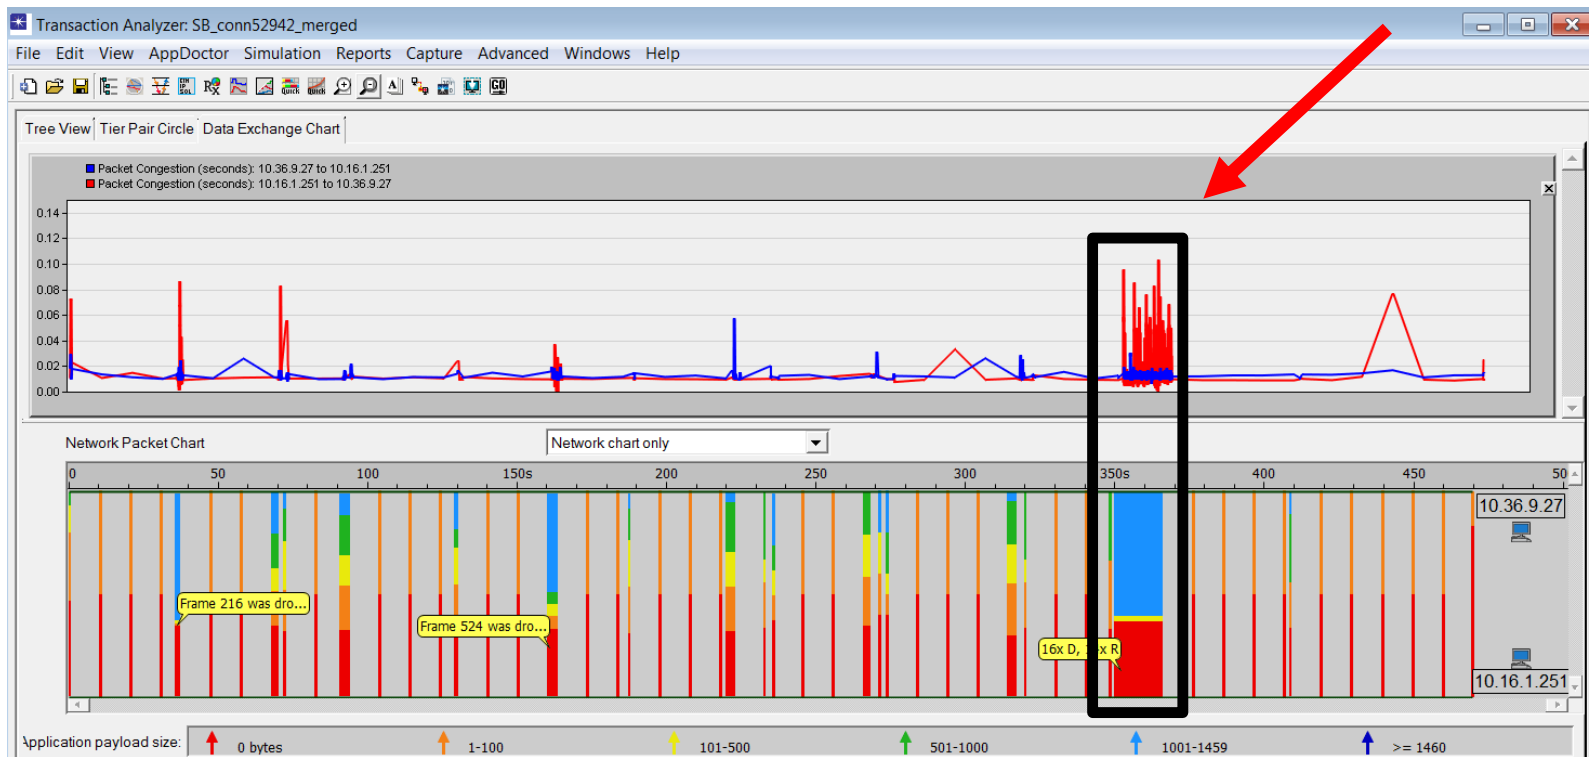 Transaction Analyzer: SB_conn52942_merged
File Edit View AppDoctor Simulation Reports Capture Advanced Windows Help
Tree View Tier Pair Circle Data Exchange Chart
Packet Congestion (seconds): 10.36.9.27 to 10.16.1.251
Packet Congestion (seconds): 10.16.1.251 to 10.36.9.27
0.14
0.12
0.10
0.08
0.06
0.04
0.02
0.00
Network Packet Chart Network chart only
0 50 100 150s 200 250 300 350s 400 450 50
10.36.9.27
Frame 216 was dro...
Frame 524 was dro...
16x D, x R
10.16.1.251
Application payload size: 0 bytes 1-100 101-500 501-1000 1001-1459 >= 1460